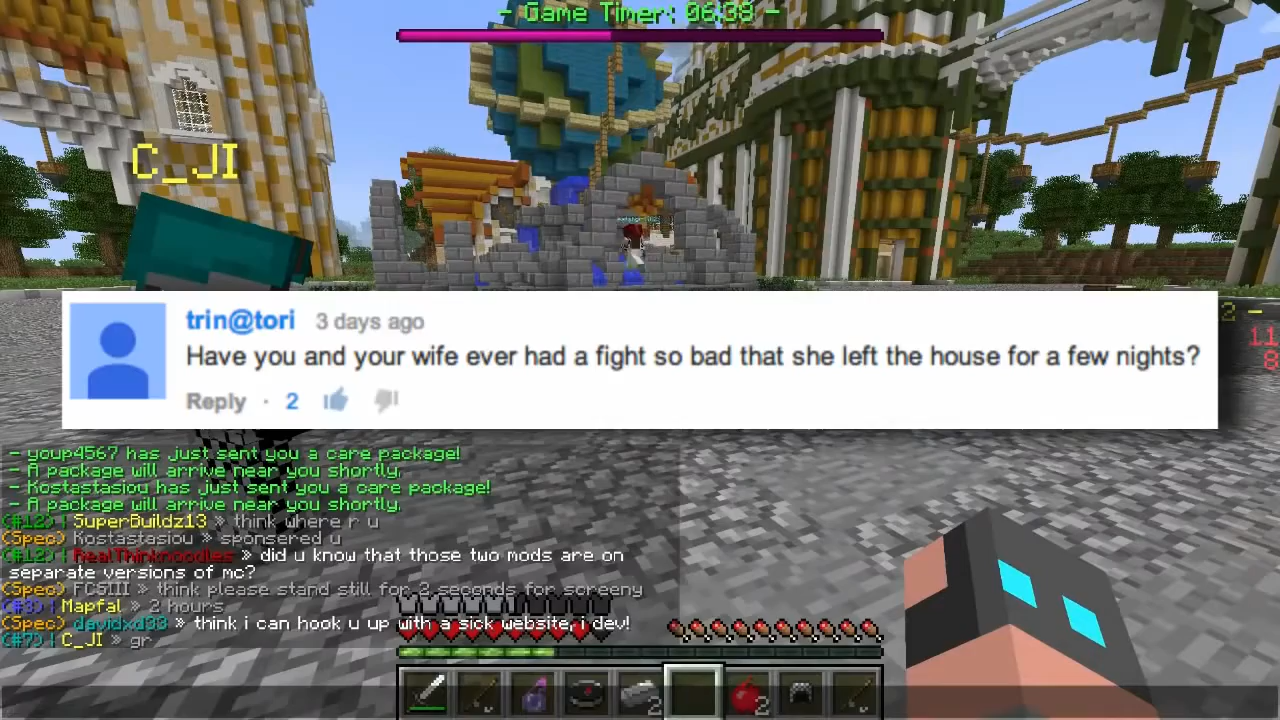 - Game Timer: 06:38 -
C_JI
trin@tori 3 days ago
Have you and your wife ever had a fight so bad that she left the house for a few nights?
Reply · 2
2 -
11
8
- youp4567 has just sent you a care package!
- A package will arrive near you shortly.
- Kostastasiou has just sent you a care package!
- A package will arrive near you shortly.
(#12) | SuperBuildz13 » think where r u
(Spec) Kostastasiou » sponsered u
(#12) | RealThinknoodles » did u know that those two mods are on
separate versions of mc?
(Spec) FCSIII » think please stand still for 2 seconds for screeny
(#3) | Mapfal » 2 hours
(Spec) davidxd33 » think i can hook u up with a sick website, i dev!
(#7) | C_JI » gr
2 2